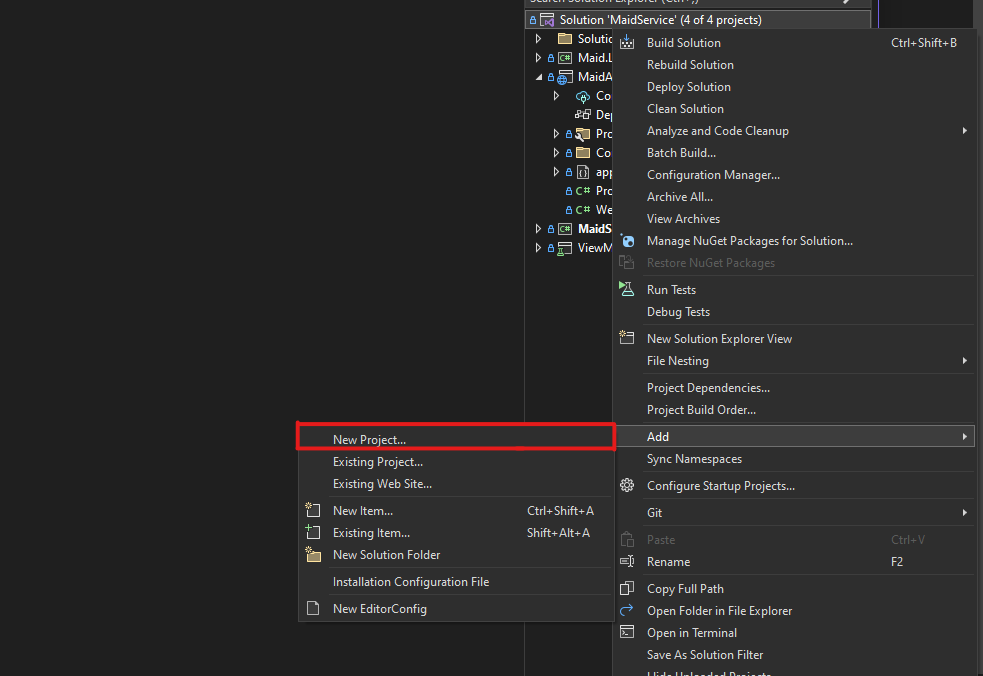 Search Solution Explorer (Ctrl+;)
Solution 'MaidService' (4 of 4 projects)
Solutio
Maid.L
MaidA
Co
Dep
Pro
Co
app
C# Pro
C# We
MaidS
ViewM
Build Solution Ctrl+Shift+B
Rebuild Solution
Deploy Solution
Clean Solution
Analyze and Code Cleanup
Batch Build...
Configuration Manager...
Archive All...
View Archives
Manage NuGet Packages for Solution...
Restore NuGet Packages
Run Tests
Debug Tests
New Solution Explorer View
File Nesting
Project Dependencies...
Project Build Order...
Add
Sync Namespaces
Configure Startup Projects...
Git
Paste Ctrl+V
Rename F2
Copy Full Path
Open Folder in File Explorer
Open in Terminal
Save As Solution Filter
Hide Unloaded Projects
New Project...
Existing Project...
Existing Web Site...
New Item... Ctrl+Shift+A
Existing Item... Shift+Alt+A
New Solution Folder
Installation Configuration File
New EditorConfig